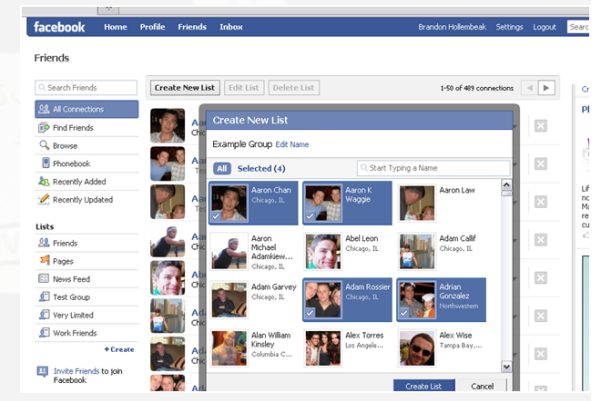 facebook Home Profile Friends Inbox Brandon Hollembeak Settings Logout Searc
Friends
Search Friends
All Connections
Find Friends
Browse
Phonebook
Recently Added
Recently Updated
Lists
Friends
Pages
News Feed
Test Group
Very Limited
Work Friends
+ Create
Invite Friends to join
Facebook
Create New List Edit List Delete List 1-50 of 489 connections
Create New List
Example Group Edit Name
All Selected (4) Start Typing a Name
Aaron Chan
Chicago, IL
Aaron K
Waggie
Chicago, IL
Aaron Law
Aaron
Michael
Adamkiew...
Chicago, IL
Abel Leon
Chicago, IL
Adam Calif
Chicago, IL
Adam Garvey
Chicago, IL
Adam Rossier
Chicago, IL
Adrian
Gonzalez
Northwestern
Alan William
Kinsley
Columbia C...
Alex Torres
Los Angele...
Alex Wise
Tampa Bay,...
Create List Cancel